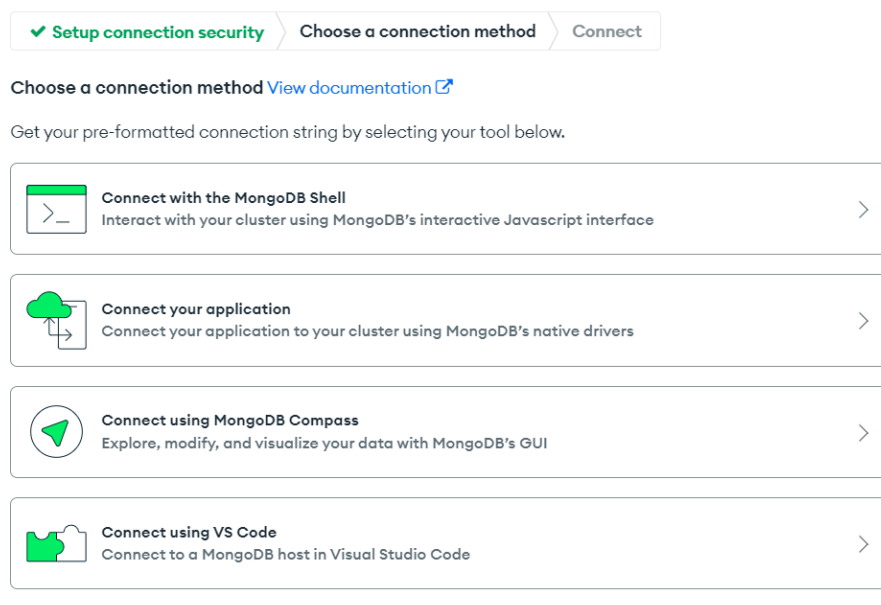 ✔ Setup connection security Choose a connection method Connect
Choose a connection method View documentation
Get your pre-formatted connection string by selecting your tool below.
Connect with the MongoDB Shell
Interact with your cluster using MongoDB's interactive Javascript interface
Connect your application
Connect your application to your cluster using MongoDB's native drivers
Connect using MongoDB Compass
Explore, modify, and visualize your data with MongoDB's GUI
Connect using VS Code
Connect to a MongoDB host in Visual Studio Code